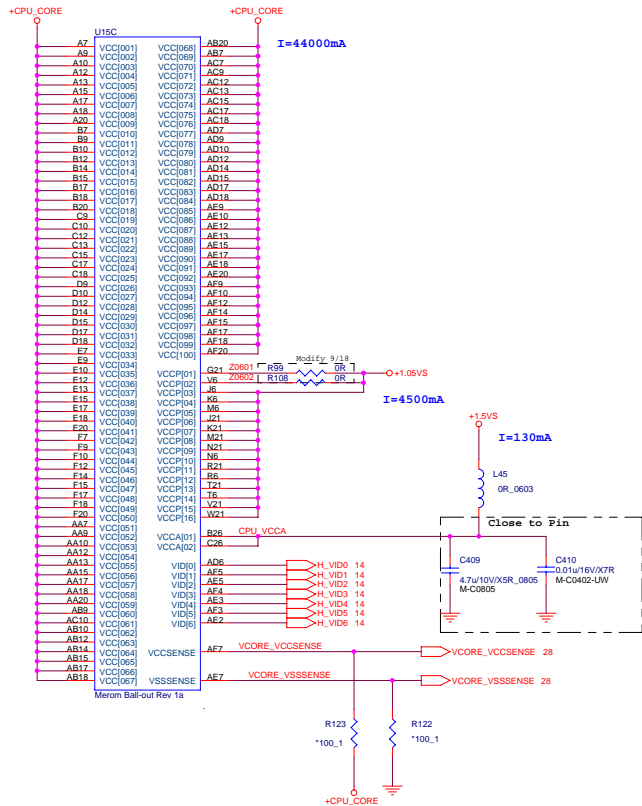 +CPU_CORE
+CPU_CORE
U15C
A7 VCC[001] VCC[068] AB20 I=44000mA
A9 VCC[002] VCC[069] AB7
A10 VCC[003] VCC[070] AC7
A12 VCC[004] VCC[071] AC9
A13 VCC[005] VCC[072] AC12
A15 VCC[006] VCC[073] AC13
A17 VCC[007] VCC[074] AC15
A18 VCC[008] VCC[075] AC17
A20 VCC[009] VCC[076] AC18
B7 VCC[010] VCC[077] AD7
B9 VCC[011] VCC[078] AD9
B10 VCC[012] VCC[079] AD10
B12 VCC[013] VCC[080] AD12
B14 VCC[014] VCC[081] AD14
B15 VCC[015] VCC[082] AD15
B17 VCC[016] VCC[083] AD17
B18 VCC[017] VCC[084] AD18
B20 VCC[018] VCC[085] AE9
C9 VCC[019] VCC[086] AE10
C10 VCC[020] VCC[087] AE12
C12 VCC[021] VCC[088] AE13
C13 VCC[022] VCC[089] AE15
C15 VCC[023] VCC[090] AE17
C17 VCC[024] VCC[091] AE18
C18 VCC[025] VCC[092] AE20
D9 VCC[026] VCC[093] AF9
D10 VCC[027] VCC[094] AF10
D12 VCC[028] VCC[095] AF12
D14 VCC[029] VCC[096] AF14
D15 VCC[030] VCC[097] AF15
D17 VCC[031] VCC[098] AF17
D18 VCC[032] VCC[099] AF18
E7 VCC[033] VCC[100] AF20
Modify 9/18
E9 VCC[034]
E10 VCC[035] VCCP[01] G21 Z0601 R99 0R +1.05VS
E12 VCC[036] VCCP[02] V6 Z0602 R108 0R
E13 VCC[037] VCCP[03] J6
E15 VCC[038] VCCP[04] K6 I=4500mA
E17 VCC[039] VCCP[05] M6
E18 VCC[040] VCCP[06] J21
E20 VCC[041] VCCP[07] K21
F7 VCC[042] VCCP[08] M21
F9 VCC[043] VCCP[09] N21
F10 VCC[044] VCCP[10] N6
F12 VCC[045] VCCP[11] R21
F14 VCC[046] VCCP[12] R6
F15 VCC[047] VCCP[13] T21
F17 VCC[048] VCCP[14] T6
F18 VCC[049] VCCP[15] V21
F20 VCC[050] VCCP[16] W21
AA7 VCC[051]
AA9 VCC[052] VCCA[01] B26 CPU_VCCA
AA10 VCC[053] VCCA[02] C26
AA12 VCC[054]
AA13 VCC[055] VID[0] AD6 H_VID0 14
AA15 VCC[056] VID[1] AF5 H_VID1 14
AA17 VCC[057] VID[2] AE5 H_VID2 14
AA18 VCC[058] VID[3] AF4 H_VID3 14
AA20 VCC[059] VID[4] AE3 H_VID4 14
AB9 VCC[060] VID[5] AF3 H_VID5 14
AC10 VCC[061] VID[6] AE2 H_VID6 14
AB10 VCC[062]
AB12 VCC[063]
AB14 VCC[064] VCCSENSE AF7 VCORE_VCCSENSE VCORE_VCCSENSE 28
AB15 VCC[065]
AB17 VCC[066]
AB18 VCC[067] VSSSENSE AE7 VCORE_VSSSENSE VCORE_VSSSENSE 28
Merom Ball-out Rev 1a
+1.5VS
I=130mA
L45
0R_0603
Close to Pin
C409
4.7u/10V/X5R_0805
M-C0805
C410
0.01u/16V/X7R
M-C0402-UW
R123
*100_1
R122
*100_1
+CPU_CORE